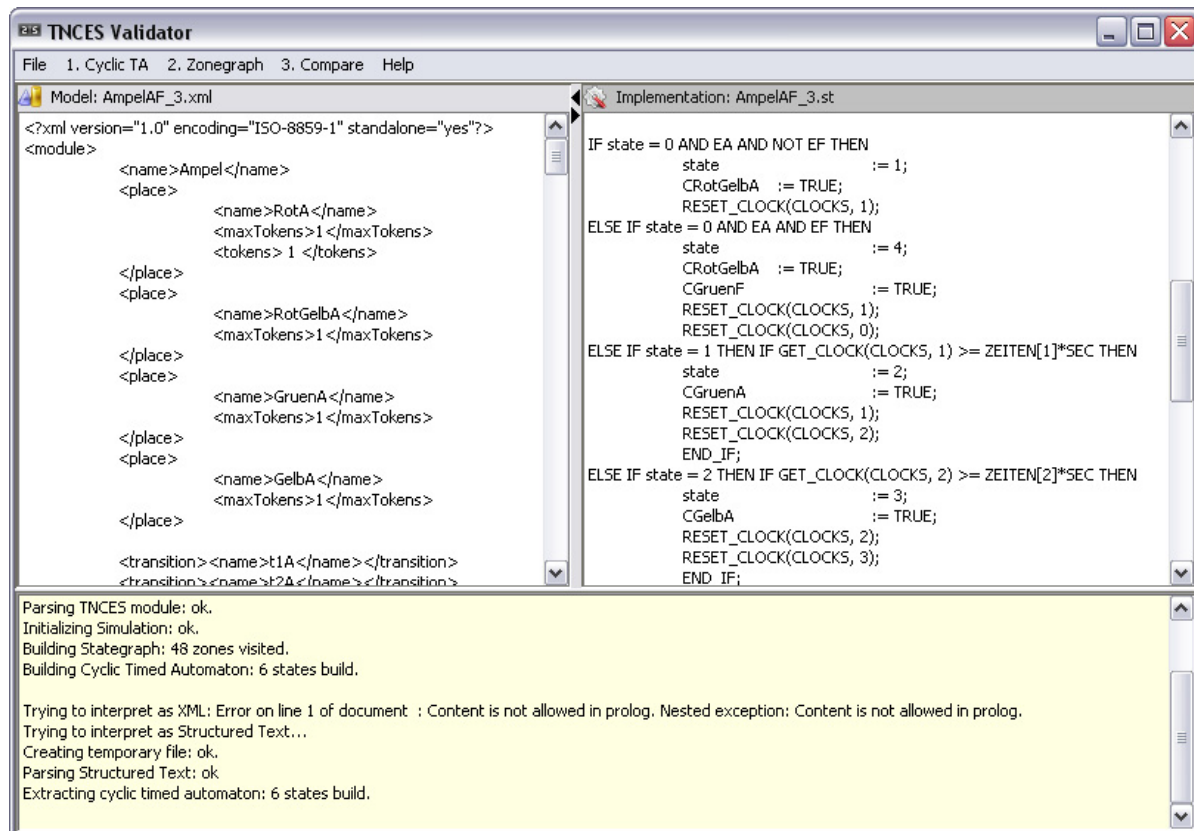 TNCES Validator
File 1. Cyclic TA 2. Zonegraph 3. Compare Help
Model: AmpelAF_3.xml
<?xml version="1.0" encoding="ISO-8859-1" standalone="yes"?>
<module>
<name>Ampel</name>
<place>
<name>RotA</name>
<maxTokens>1</maxTokens>
<tokens> 1 </tokens>
</place>
<place>
<name>RotGelbA</name>
<maxTokens>1</maxTokens>
</place>
<place>
<name>GruenA</name>
<maxTokens>1</maxTokens>
</place>
<place>
<name>GelbA</name>
<maxTokens>1</maxTokens>
</place>
<transition><name>t1A</name></transition>
<transition><name>t2A</name></transition>
Implementation: AmpelAF_3.st
IF state = 0 AND EA AND NOT EF THEN
state := 1;
CRotGelbA := TRUE;
RESET_CLOCK(CLOCKS, 1);
ELSE IF state = 0 AND EA AND EF THEN
state := 4;
CRotGelbA := TRUE;
CGruenF := TRUE;
RESET_CLOCK(CLOCKS, 1);
RESET_CLOCK(CLOCKS, 0);
ELSE IF state = 1 THEN IF GET_CLOCK(CLOCKS, 1) >= ZEITEN[1]*SEC THEN
state := 2;
CGruenA := TRUE;
RESET_CLOCK(CLOCKS, 1);
RESET_CLOCK(CLOCKS, 2);
END_IF;
ELSE IF state = 2 THEN IF GET_CLOCK(CLOCKS, 2) >= ZEITEN[2]*SEC THEN
state := 3;
CGelbA := TRUE;
RESET_CLOCK(CLOCKS, 2);
RESET_CLOCK(CLOCKS, 3);
END_IF;
Parsing TNCES module: ok.
Initializing Simulation: ok.
Building Stategraph: 48 zones visited.
Building Cyclic Timed Automaton: 6 states build.
Trying to interpret as XML: Error on line 1 of document : Content is not allowed in prolog. Nested exception: Content is not allowed in prolog.
Trying to interpret as Structured Text...
Creating temporary file: ok.
Parsing Structured Text: ok
Extracting cyclic timed automaton: 6 states build.